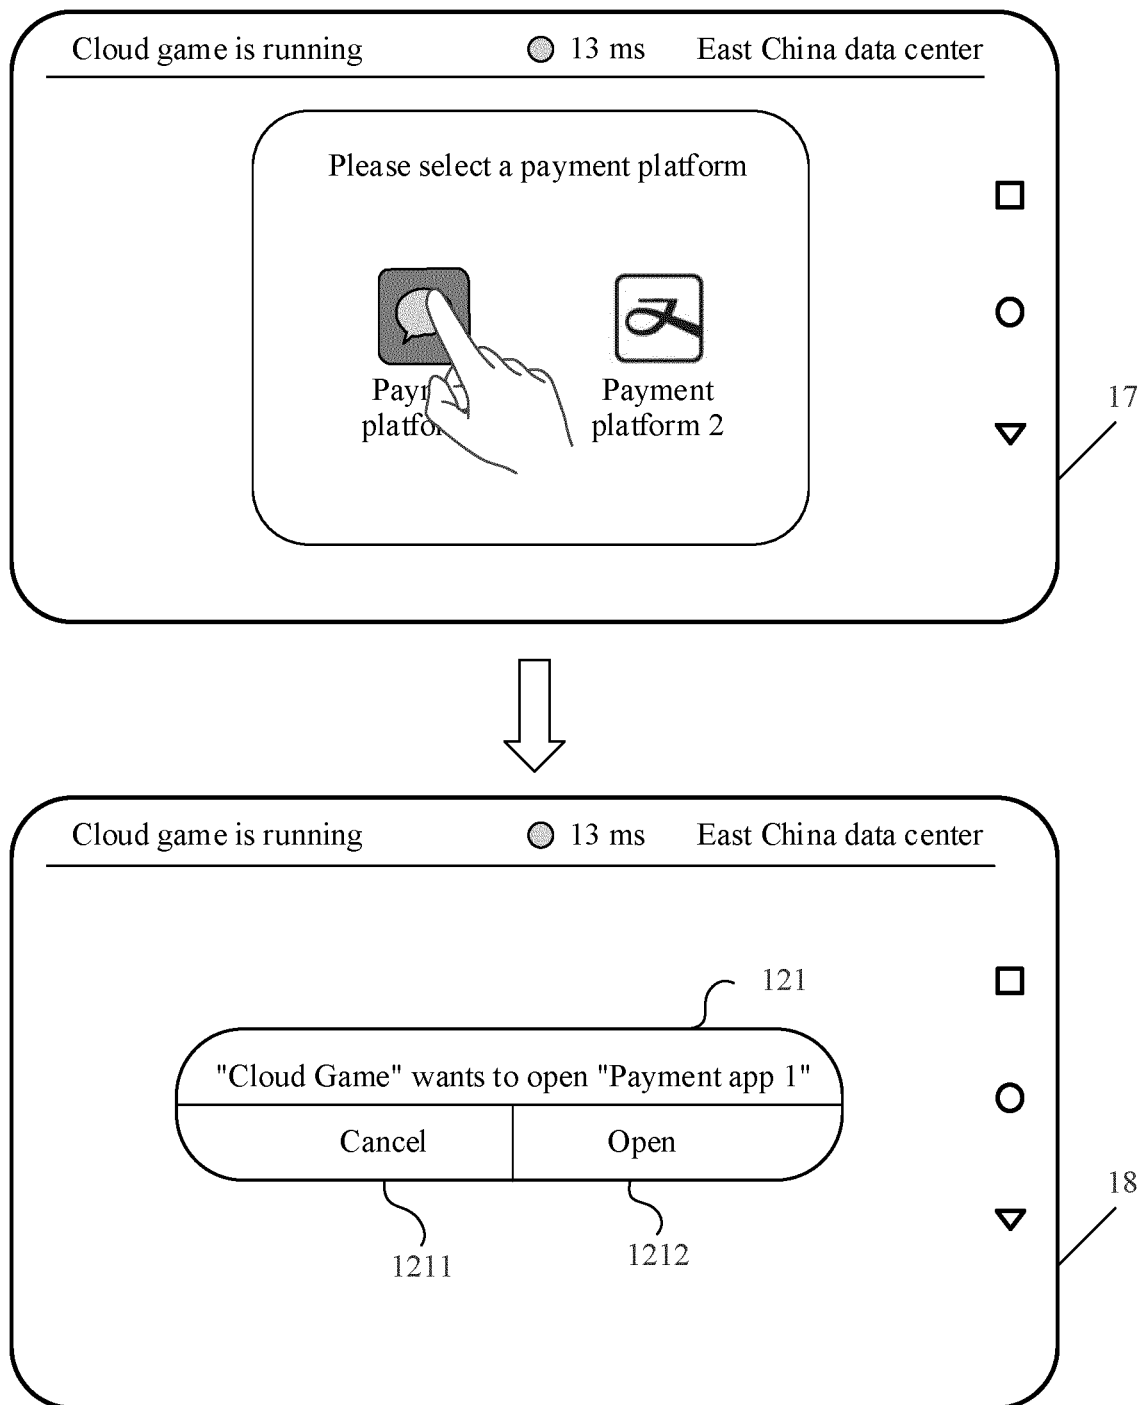 Cloud game is running 13 ms East China data center
Please select a payment platform
Payment
platform 2
17
Cloud game is running 13 ms East China data center
121
"Cloud Game" wants to open "Payment app 1"
Cancel Open
1211 1212
18